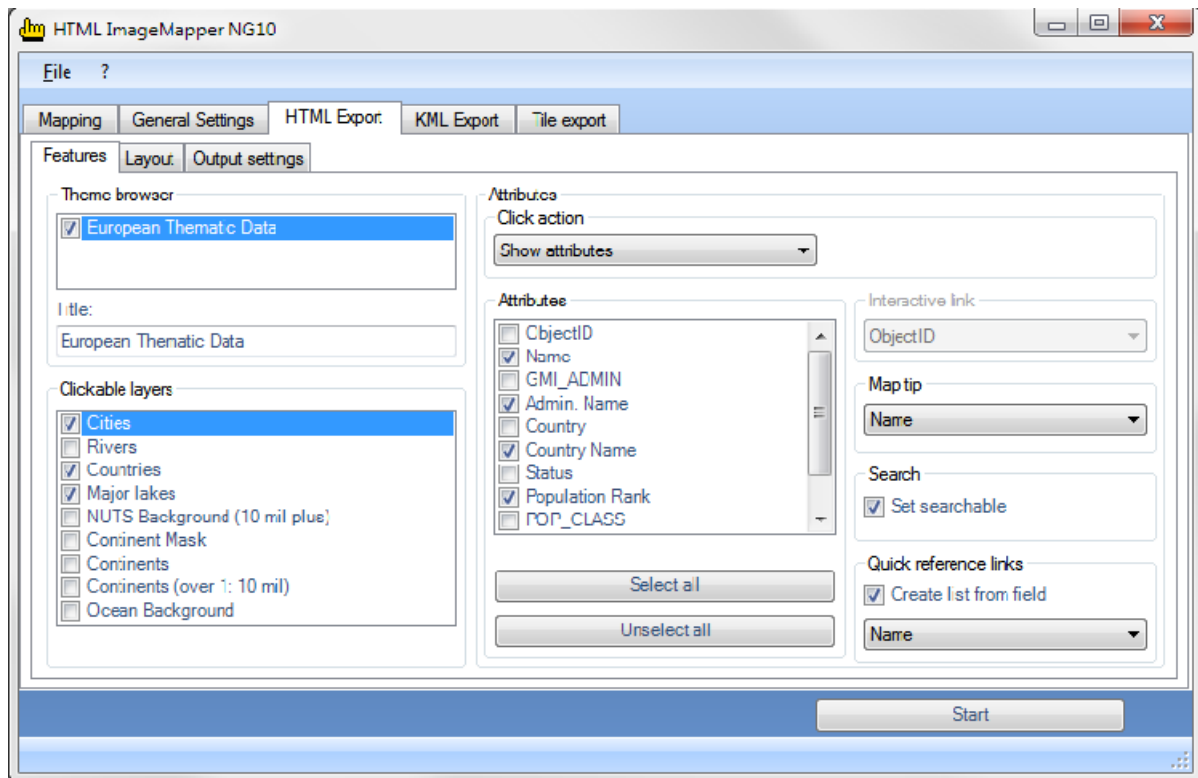 HTML ImageMapper NG10
File ?
Mapping General Settings HTML Export KML Export Tile export
Features Layout Output settings
Theme browser
European Thematic Data
Title:
European Thematic Data
Clickable layers
Cities
Rivers
Countries
Major lakes
NUTS Background (10 mil plus)
Continent Mask
Continents
Continents (over 1: 10 mil)
Ocean Background
Attributes
Click action
Show attributes
Attributes
ObjectID
Name
GMI_ADMIN
Admin. Name
Country
Country Name
Status
Population Rank
POP_CLASS
Select all
Unselect all
Interactive link
ObjectID
Map tip
Name
Search
Set searchable
Quick reference links
Create list from field
Name
Start